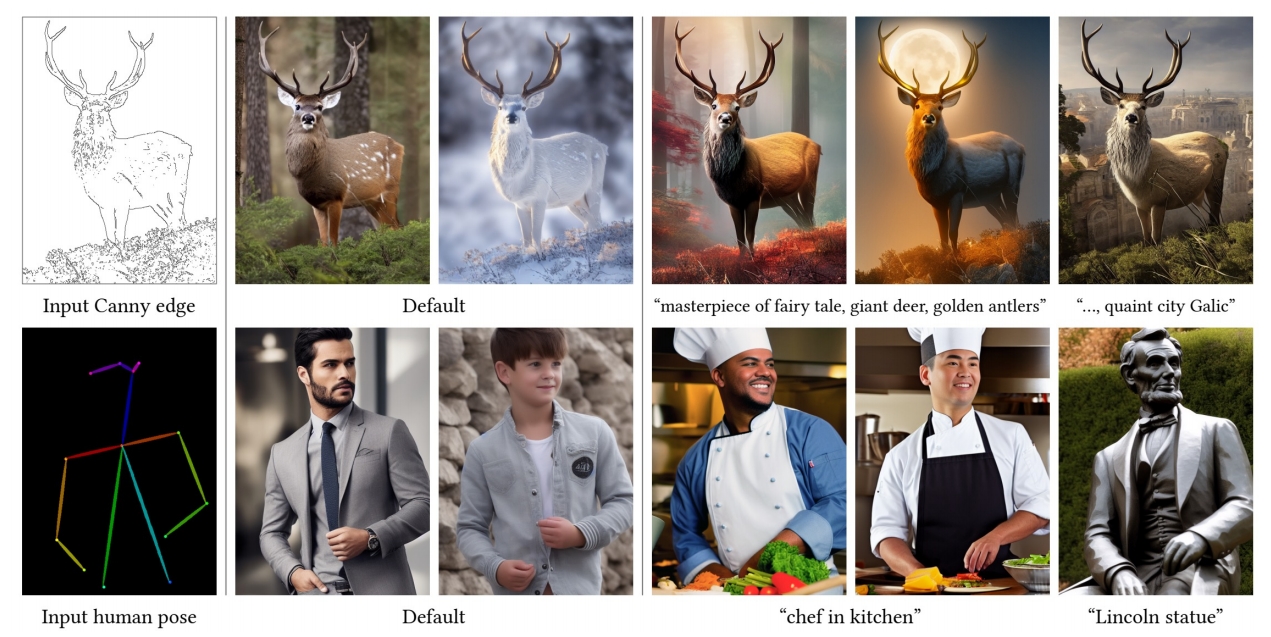 Input Canny edge
Default
“masterpiece of fairy tale, giant deer, golden antlers”
“…, quaint city Galic”
Input human pose
Default
“chef in kitchen”
“Lincoln statue”